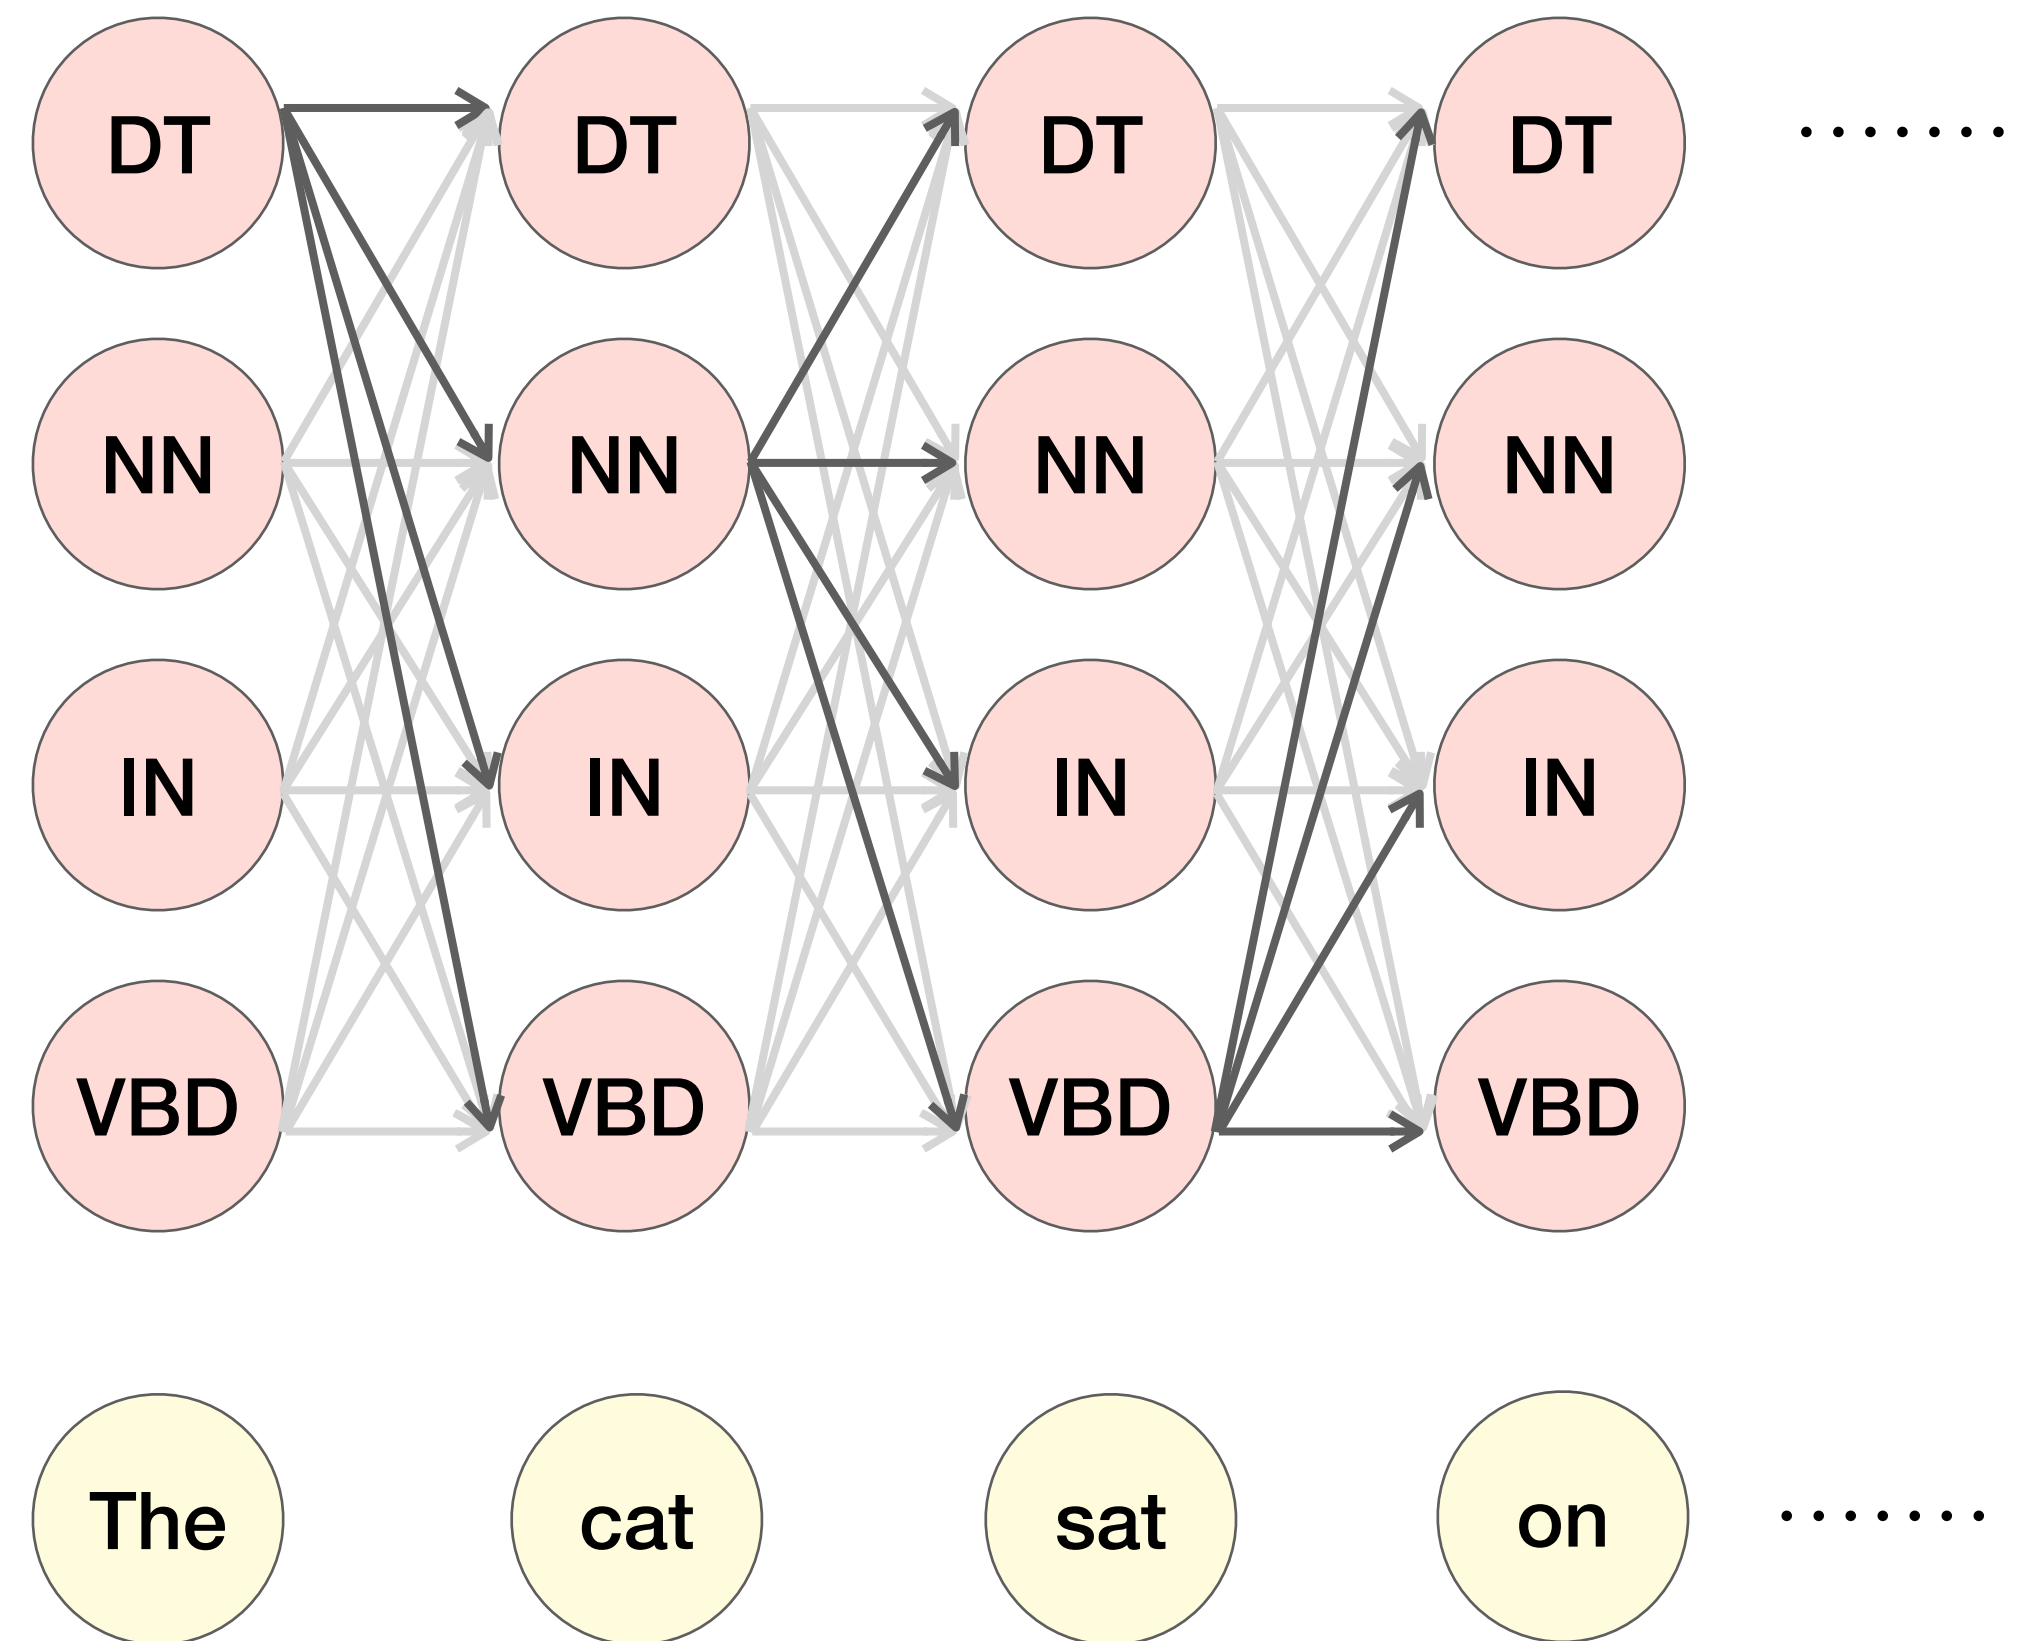 DT DT DT DT .......
NN NN NN NN
IN IN IN IN
VBD VBD VBD VBD
The cat sat on .......